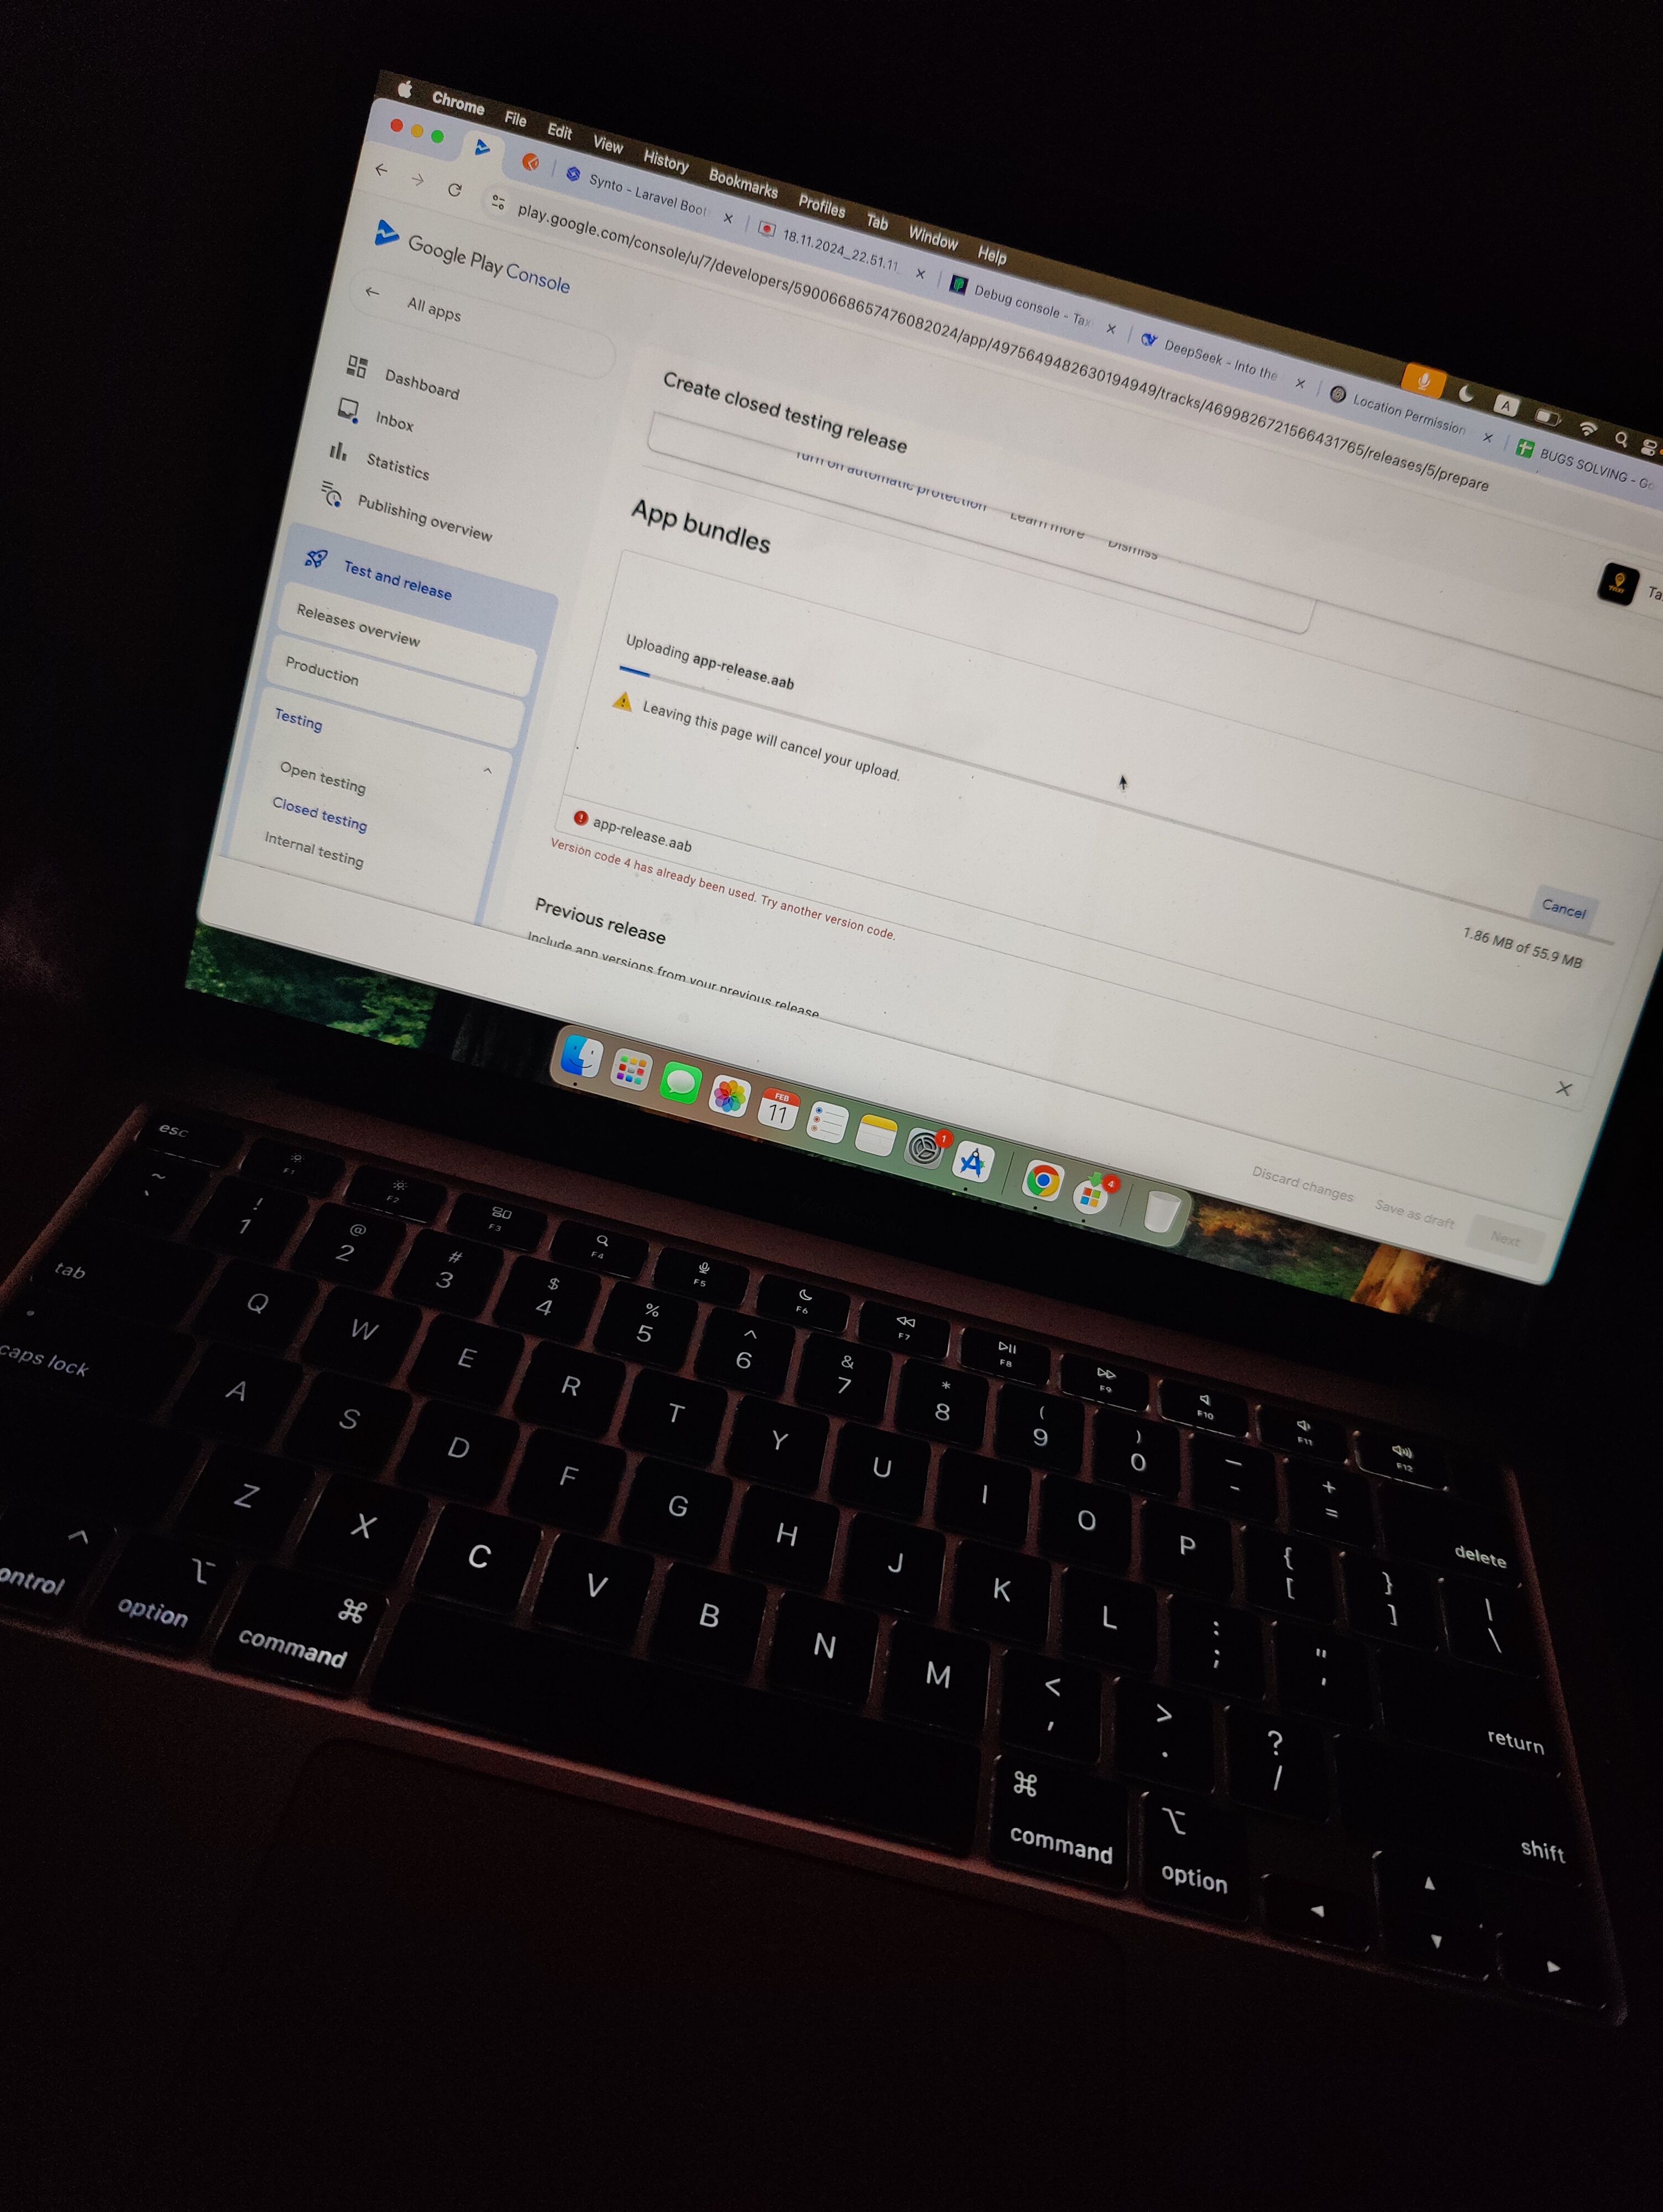 Chrome File Edit View History Bookmarks Profiles Tab Window Help
A
Synto - Laravel Boot
18.11.2024_22.51.11
Debug console - Tax
DeepSeek - Into the
Location Permission
BUGS SOLVING - Go
play.google.com/console/u/7/developers/5900668657476082024/app/4975649482630194949/tracks/4699826721566431765/releases/5/prepare
Google Play Console
All apps
Dashboard
Inbox
Statistics
Publishing overview
Test and release
Releases overview
Production
Testing
Open testing
Closed testing
Internal testing
Create closed testing release
Turn on automatic protection Learn more Dismiss
App bundles
Uploading app-release.aab
Leaving this page will cancel your upload.
Cancel
1.86 MB of 55.9 MB
app-release.aab
Version code 4 has already been used. Try another version code.
Previous release
Include app versions from your previous release
Discard changes Save as draft Next
FEB
11
1
4
esc F1 F2 F3 F4 F5 F6 F7 F8 F9 F10 F11 F12
~ ! @ # $ % ^ & * ( ) — +
` 1 2 3 4 5 6 7 8 9 0 - = delete
tab Q W E R T Y U I O P { [ } ] | \
caps lock A S D F G H J K L : ; " ' return
Z X C V B N M < , > . ? / shift
ontrol option command command option